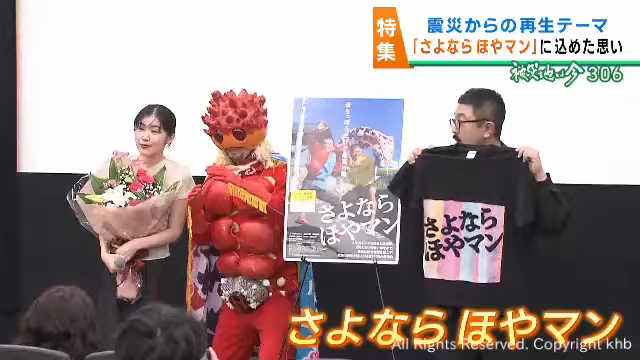 特集
震災からの再生テーマ
「さよなら ほやマン」に込めた思い
被災地の今 306
さよなら
ほやマン
さよなら
ほやマン
さよなら ほやマン
All Rights Reserved. Copyright khb